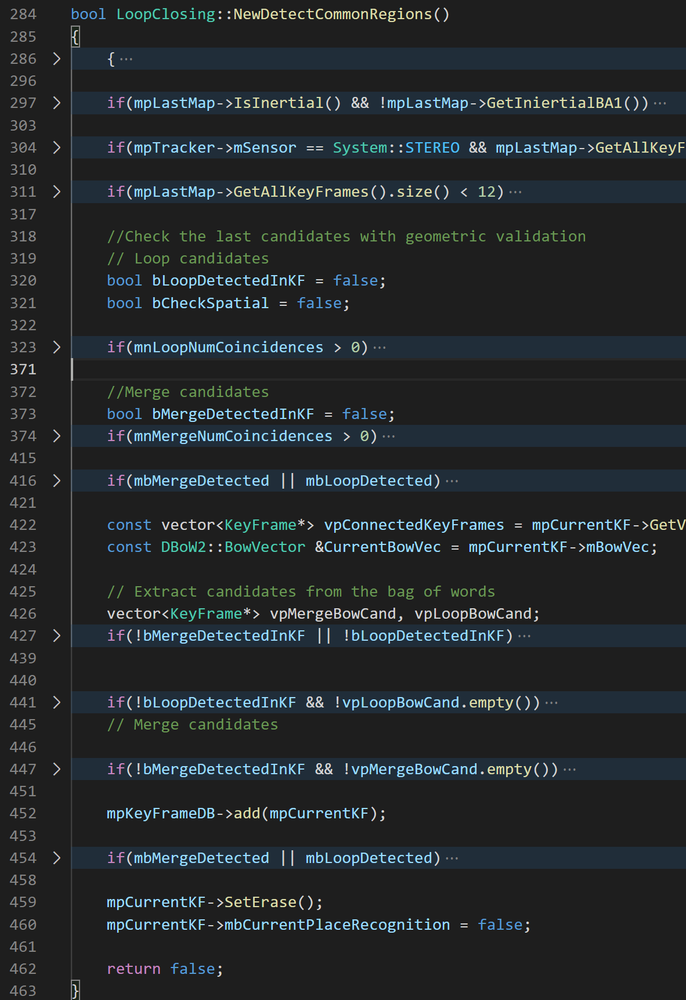 284 bool LoopClosing::NewDetectCommonRegions()
285 {
286 > { ···
296
297 > if(mpLastMap->IsInertial() && !mpLastMap->GetIniertialBA1()) ···
303
304 > if(mpTracker->mSensor == System::STEREO && mpLastMap->GetAllKeyF
310
311 > if(mpLastMap->GetAllKeyFrames().size() < 12) ···
317
318 //Check the last candidates with geometric validation
319 // Loop candidates
320 bool bLoopDetectedInKF = false;
321 bool bCheckSpatial = false;
322
323 > if(mnLoopNumCoincidences > 0) ···
371
372 //Merge candidates
373 bool bMergeDetectedInKF = false;
374 > if(mnMergeNumCoincidences > 0) ···
415
416 > if(mbMergeDetected || mbLoopDetected) ···
421
422 const vector<KeyFrame*> vpConnectedKeyFrames = mpCurrentKF->GetV
423 const DBoW2::BowVector &CurrentBowVec = mpCurrentKF->mBowVec;
424
425 // Extract candidates from the bag of words
426 vector<KeyFrame*> vpMergeBowCand, vpLoopBowCand;
427 > if(!bMergeDetectedInKF || !bLoopDetectedInKF) ···
439
440
441 > if(!bLoopDetectedInKF && !vpLoopBowCand.empty()) ···
445 // Merge candidates
446
447 > if(!bMergeDetectedInKF && !vpMergeBowCand.empty()) ···
451
452 mpKeyFrameDB->add(mpCurrentKF);
453
454 > if(mbMergeDetected || mbLoopDetected) ···
458
459 mpCurrentKF->SetErase();
460 mpCurrentKF->mbCurrentPlaceRecognition = false;
461
462 return false;
463 }